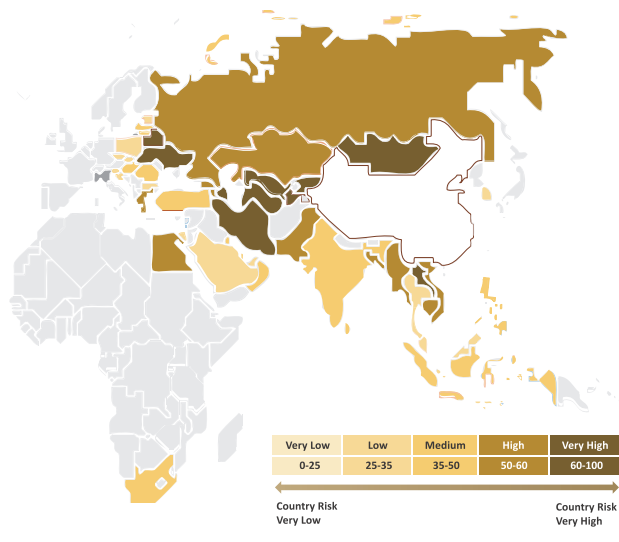 Very Low Low Medium High Very High
0-25 25-35 35-50 50-60 60-100
Country Risk Country Risk
Very Low Very High